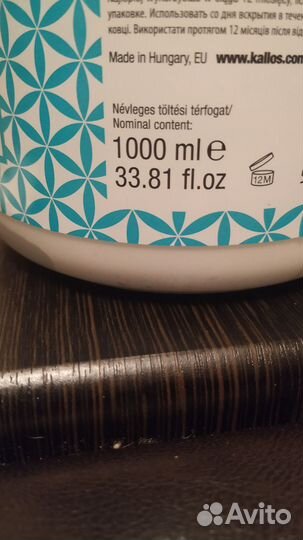 упаковке. Использовать со дня вскрытия в тече
ковці. Використати протягом 12 місяців після від
Made in Hungary, EU www.kallos.com
Névleges töltési térfogat/
Nominal content:
1000 ml e
33.81 fl.oz
12M
Avito